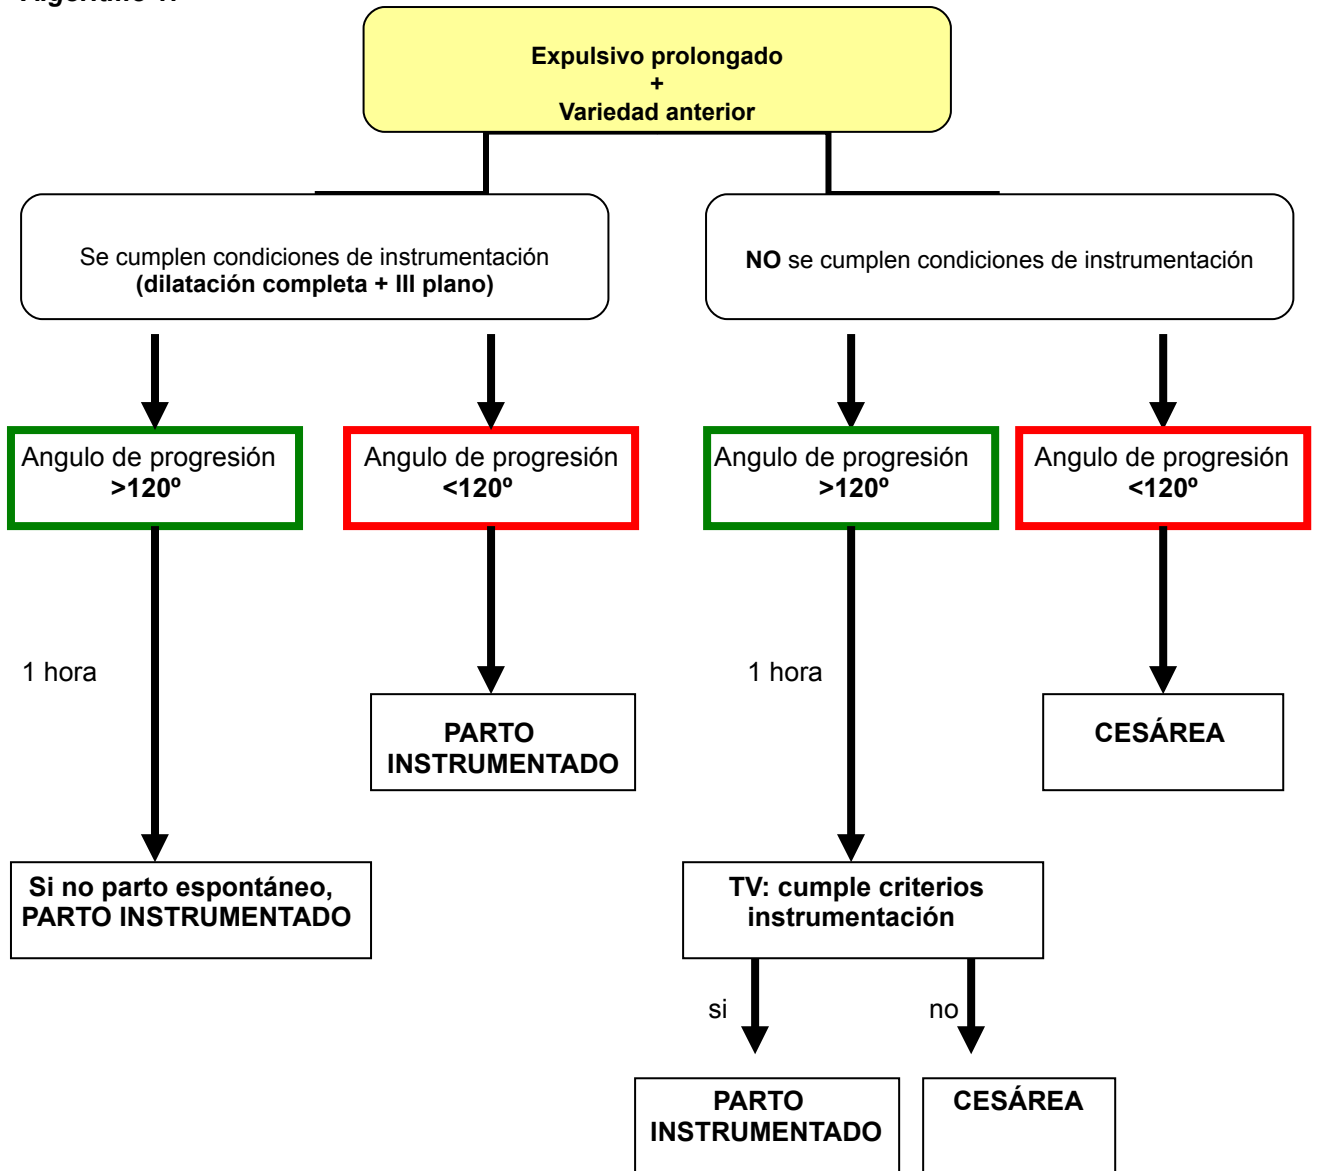 Expulsivo prolongado
+
Variedad anterior
Se cumplen condiciones de instrumentación
(dilatación completa + III plano)
NO se cumplen condiciones de instrumentación
Angulo de progresión
>120º
Angulo de progresión
<120º
Angulo de progresión
>120º
Angulo de progresión
<120º
1 hora
1 hora
PARTO
INSTRUMENTADO
CESÁREA
Si no parto espontáneo,
PARTO INSTRUMENTADO
TV: cumple criterios
instrumentación
si
no
PARTO
INSTRUMENTADO
CESÁREA